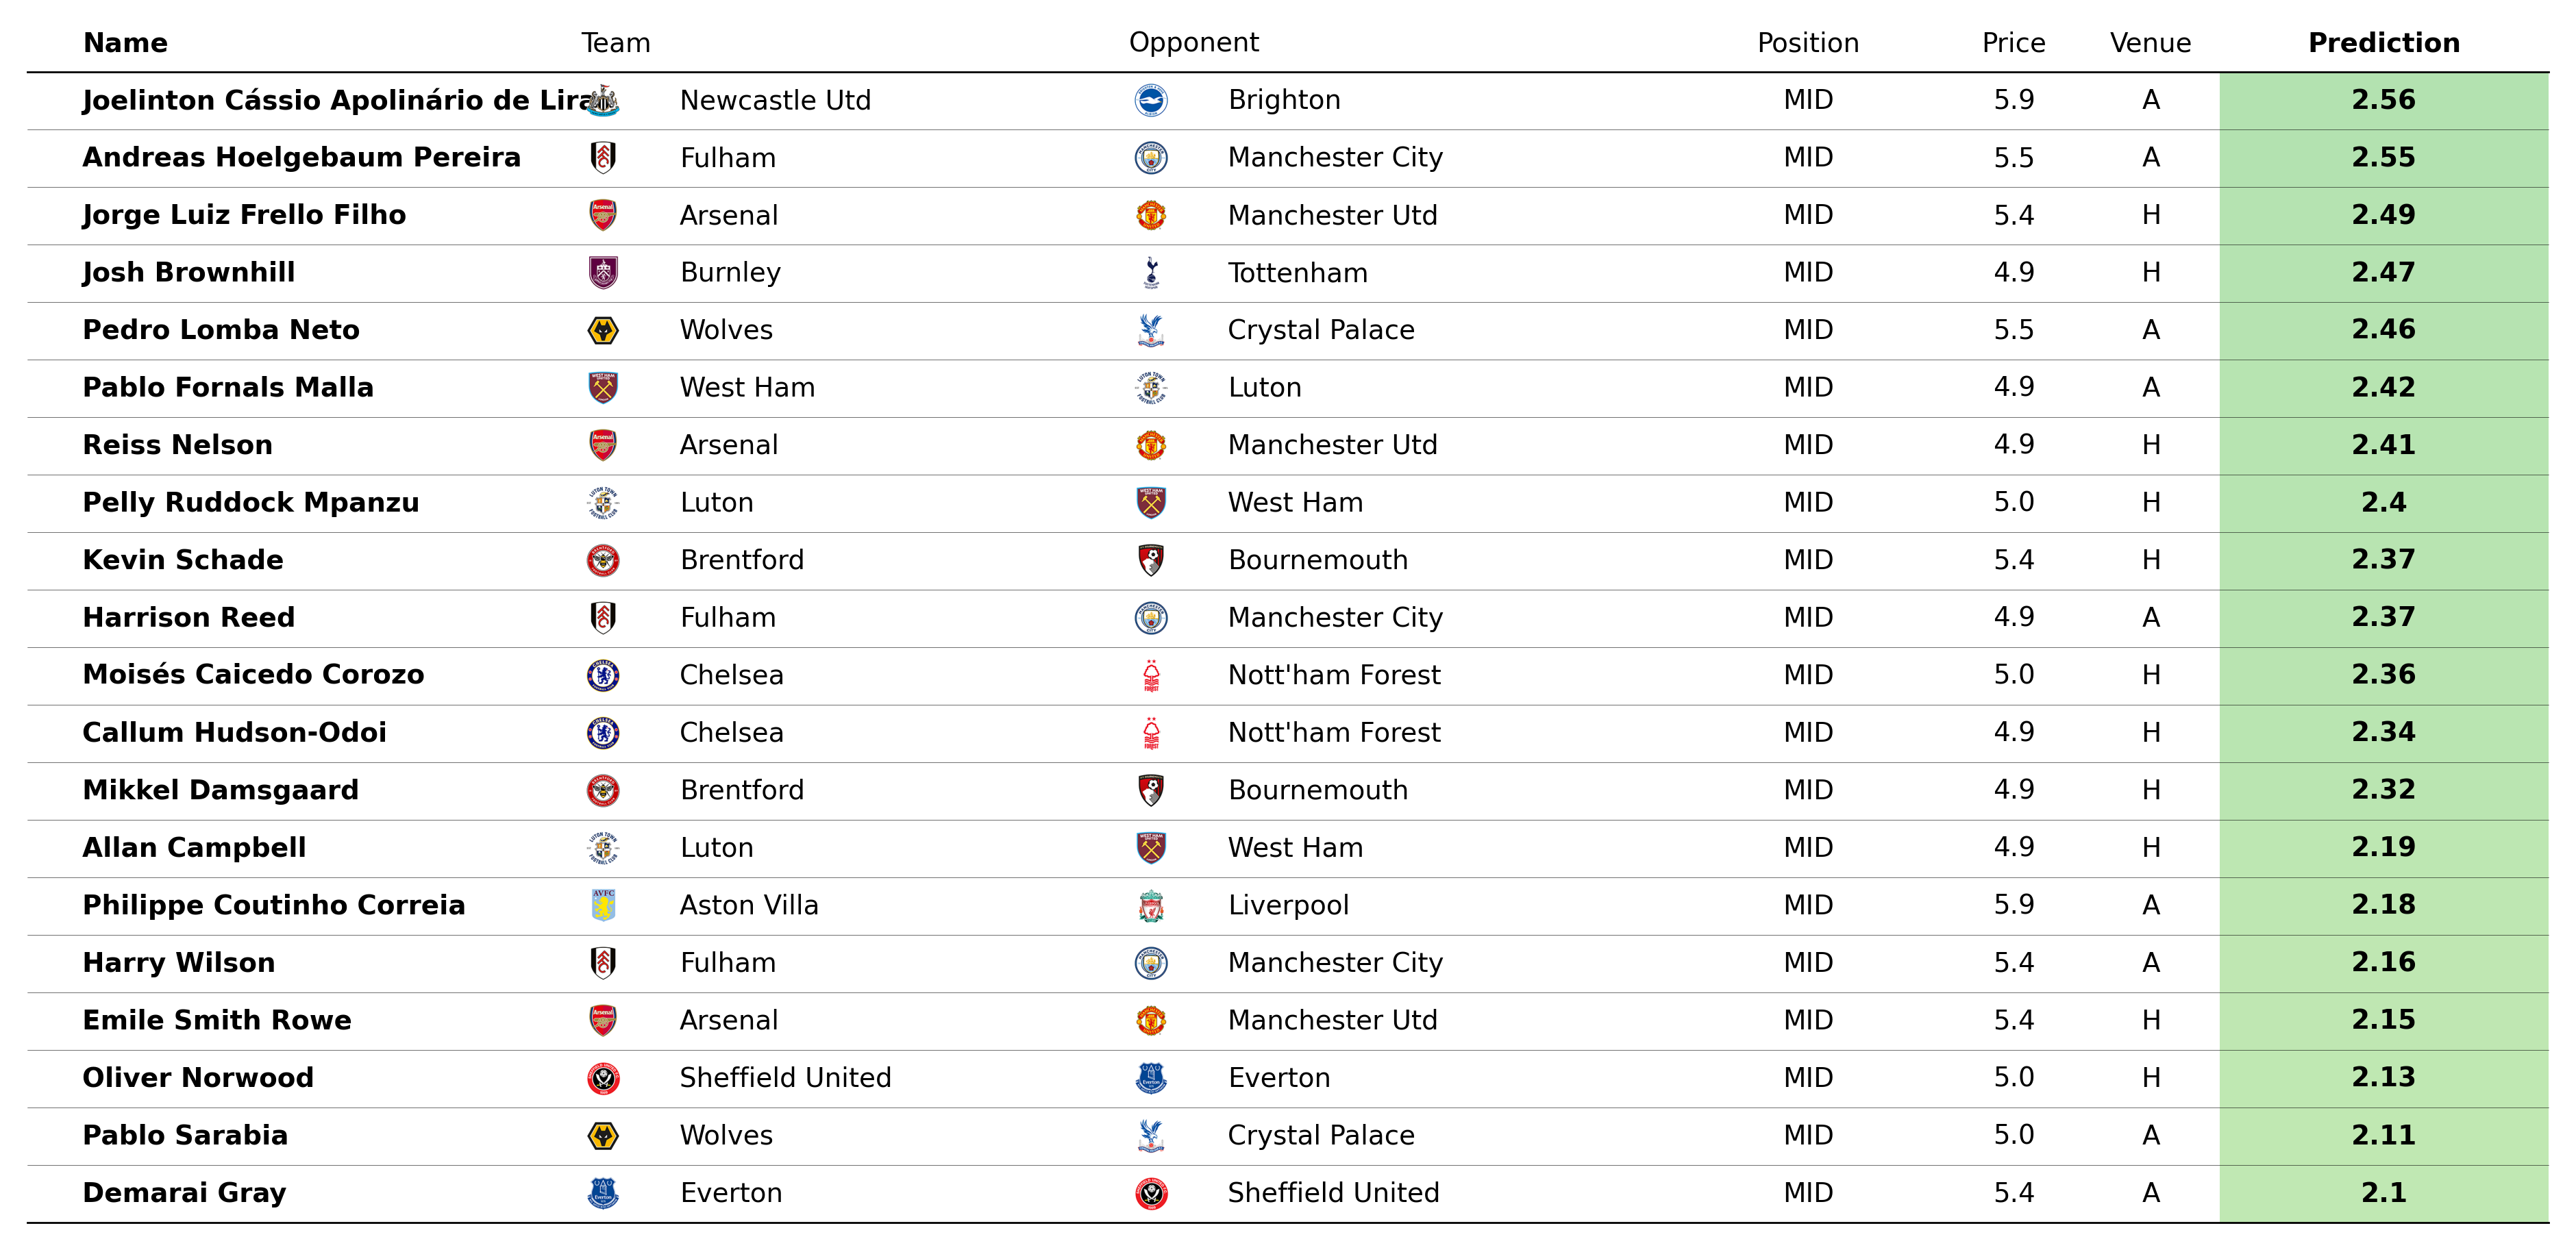 Name Team Opponent Position Price Venue Prediction
Joelinton Cássio Apolinário de Lira Newcastle Utd Brighton MID 5.9 A 2.56
Andreas Hoelgebaum Pereira Fulham Manchester City MID 5.5 A 2.55
Jorge Luiz Frello Filho Arsenal Manchester Utd MID 5.4 H 2.49
Josh Brownhill Burnley Tottenham MID 4.9 H 2.47
Pedro Lomba Neto Wolves Crystal Palace MID 5.5 A 2.46
Pablo Fornals Malla West Ham Luton MID 4.9 A 2.42
Reiss Nelson Arsenal Manchester Utd MID 4.9 H 2.41
Pelly Ruddock Mpanzu Luton West Ham MID 5.0 H 2.4
Kevin Schade Brentford Bournemouth MID 5.4 H 2.37
Harrison Reed Fulham Manchester City MID 4.9 A 2.37
Moisés Caicedo Corozo Chelsea Nott'ham Forest MID 5.0 H 2.36
Callum Hudson-Odoi Chelsea Nott'ham Forest MID 4.9 H 2.34
Mikkel Damsgaard Brentford Bournemouth MID 4.9 H 2.32
Allan Campbell Luton West Ham MID 4.9 H 2.19
Philippe Coutinho Correia Aston Villa Liverpool MID 5.9 A 2.18
Harry Wilson Fulham Manchester City MID 5.4 A 2.16
Emile Smith Rowe Arsenal Manchester Utd MID 5.4 H 2.15
Oliver Norwood Sheffield United Everton MID 5.0 H 2.13
Pablo Sarabia Wolves Crystal Palace MID 5.0 A 2.11
Demarai Gray Everton Sheffield United MID 5.4 A 2.1